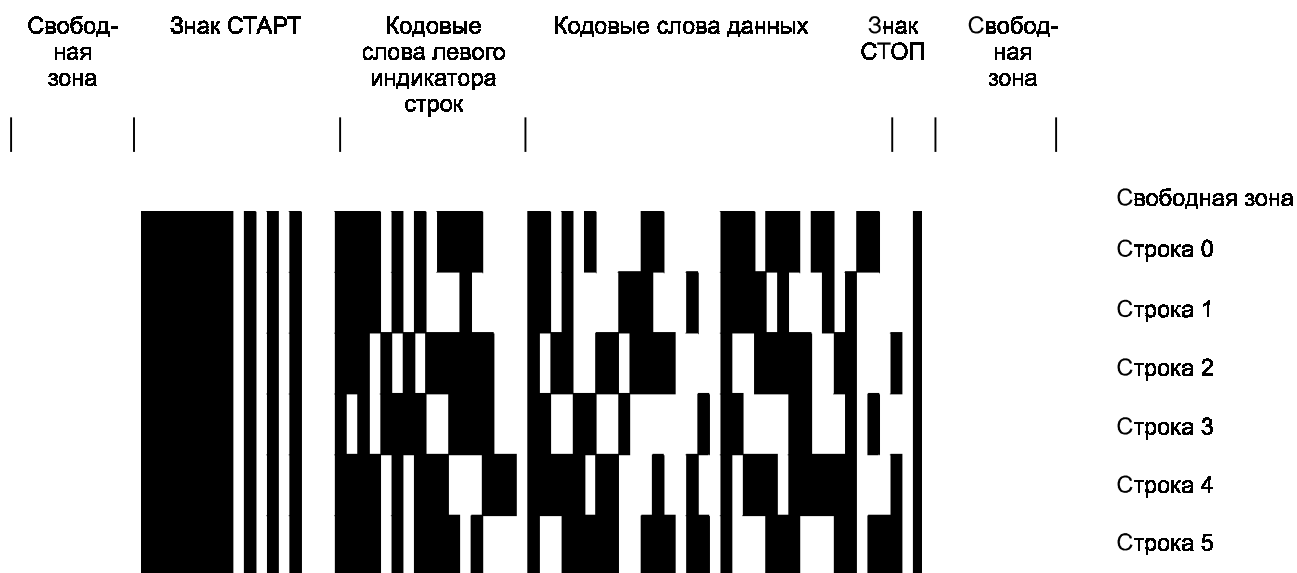 Свобод-
ная
зона
Знак СТАРТ
Кодовые
слова левого
индикатора
строк
Кодовые слова данных
Знак
СТОП
Свобод-
ная
зона
Свободная зона
Строка 0
Строка 1
Строка 2
Строка 3
Строка 4
Строка 5